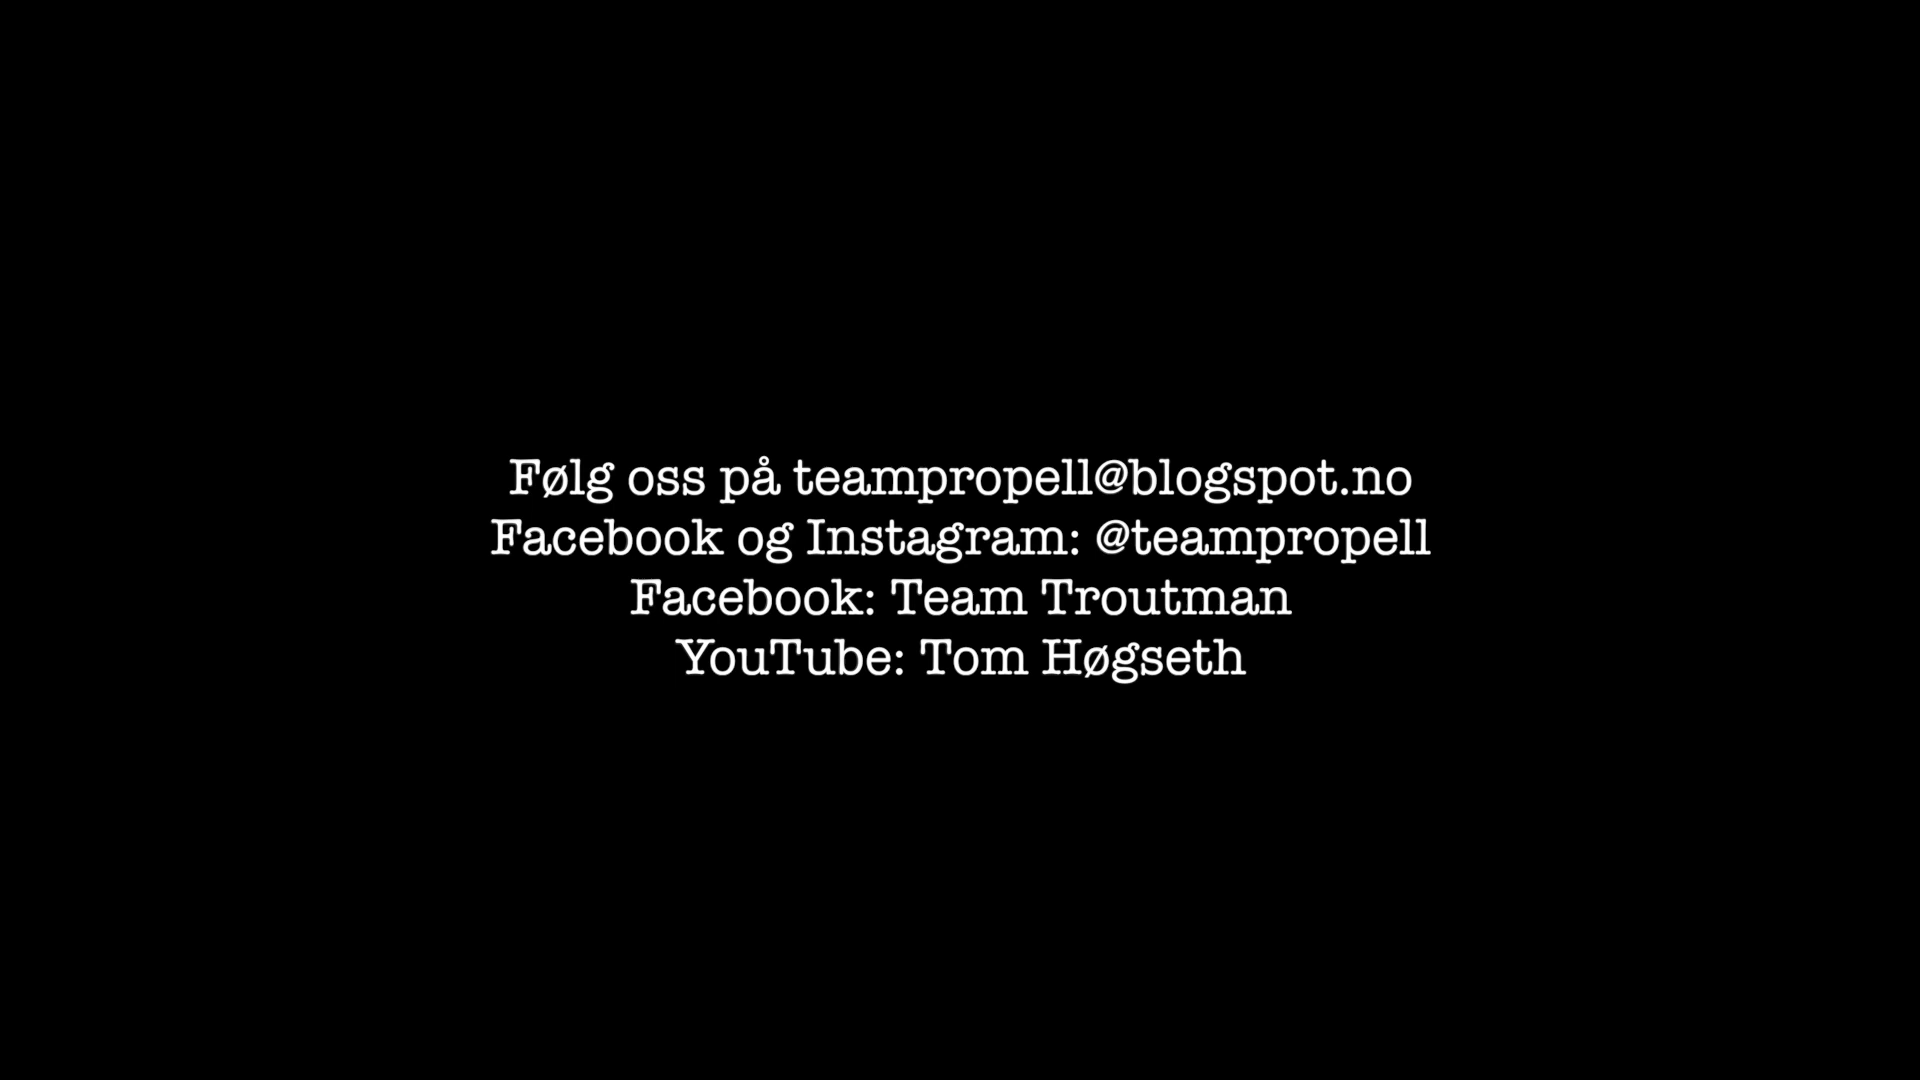 Følg oss på teampropell@blogspot.no
Facebook og Instagram: @teampropell
Facebook: Team Troutman
YouTube: Tom Høgseth